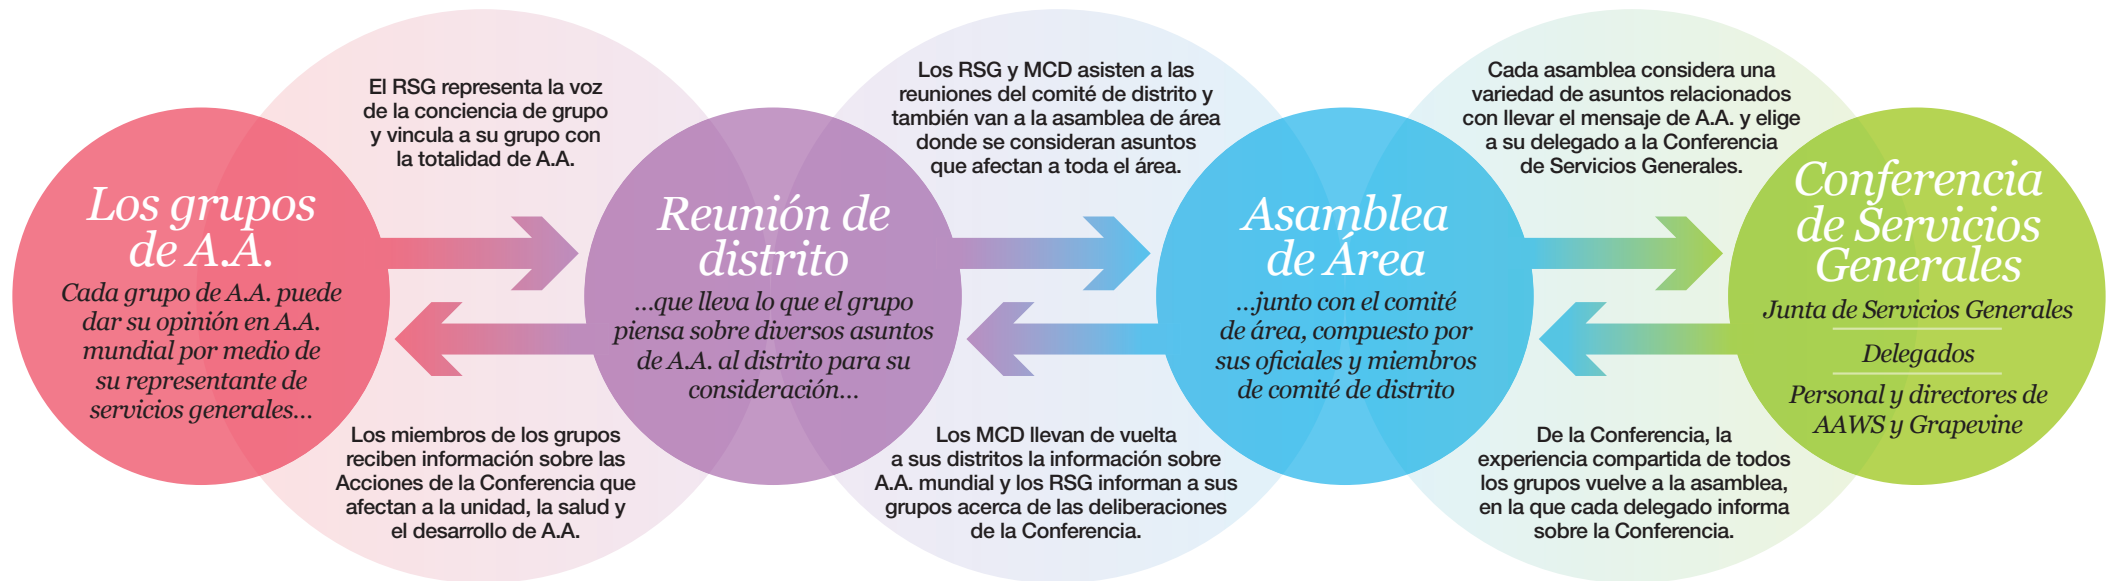 Los grupos
de A.A.
Cada grupo de A.A. puede
dar su opinión en A.A.
mundial por medio de
su representante de
servicios generales...
El RSG representa la voz
de la conciencia de grupo
y vincula a su grupo con
la totalidad de A.A.
Los miembros de los grupos
reciben información sobre las
Acciones de la Conferencia que
afectan a la unidad, la salud y
el desarrollo de A.A.
Reunión de
distrito
...que lleva lo que el grupo
piensa sobre diversos asuntos
de A.A. al distrito para su
consideración...
Los RSG y MCD asisten a las
reuniones del comité de distrito y
también van a la asamblea de área
donde se consideran asuntos
que afectan a toda el área.
Los MCD llevan de vuelta
a sus distritos la información sobre
A.A. mundial y los RSG informan a sus
grupos acerca de las deliberaciones
de la Conferencia.
Asamblea
de Área
...junto con el comité
de área, compuesto por
sus oficiales y miembros
de comité de distrito
Cada asamblea considera una
variedad de asuntos relacionados
con llevar el mensaje de A.A. y elige
a su delegado a la Conferencia
de Servicios Generales.
De la Conferencia, la
experiencia compartida de todos
los grupos vuelve a la asamblea,
en la que cada delegado informa
sobre la Conferencia.
Conferencia
de Servicios
Generales
Junta de Servicios Generales
Delegados
Personal y directores de
AAWS y Grapevine